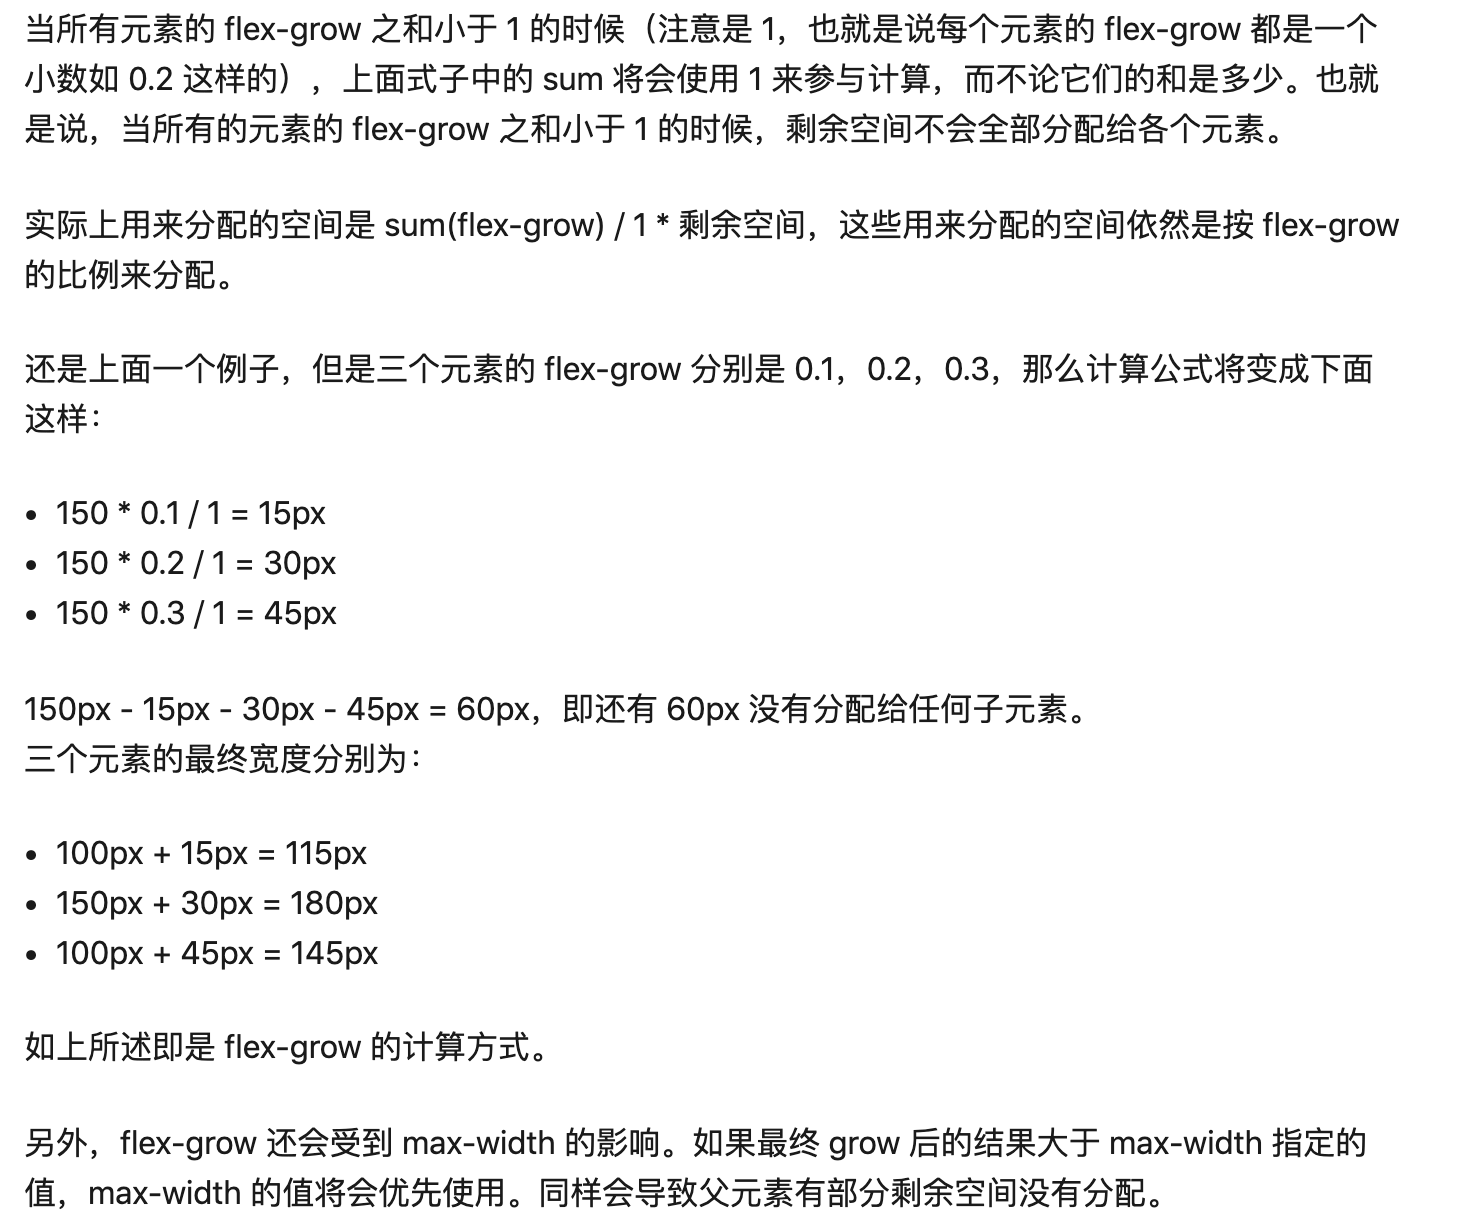 当所有元素的 flex-grow 之和小于 1 的时候（注意是 1，也就是说每个元素的 flex-grow 都是一个
小数如 0.2 这样的），上面式子中的 sum 将会使用 1 来参与计算，而不论它们的和是多少。也就
是说，当所有的元素的 flex-grow 之和小于 1 的时候，剩余空间不会全部分配给各个元素。
实际上用来分配的空间是 sum(flex-grow) / 1 * 剩余空间，这些用来分配的空间依然是按 flex-grow
的比例来分配。
还是上面一个例子，但是三个元素的 flex-grow 分别是 0.1，0.2，0.3，那么计算公式将变成下面
这样：
• 150 * 0.1 / 1 = 15px
• 150 * 0.2 / 1 = 30px
• 150 * 0.3 / 1 = 45px
150px - 15px - 30px - 45px = 60px，即还有 60px 没有分配给任何子元素。
三个元素的最终宽度分别为：
• 100px + 15px = 115px
• 150px + 30px = 180px
• 100px + 45px = 145px
如上所述即是 flex-grow 的计算方式。
另外，flex-grow 还会受到 max-width 的影响。如果最终 grow 后的结果大于 max-width 指定的
值，max-width 的值将会优先使用。同样会导致父元素有部分剩余空间没有分配。